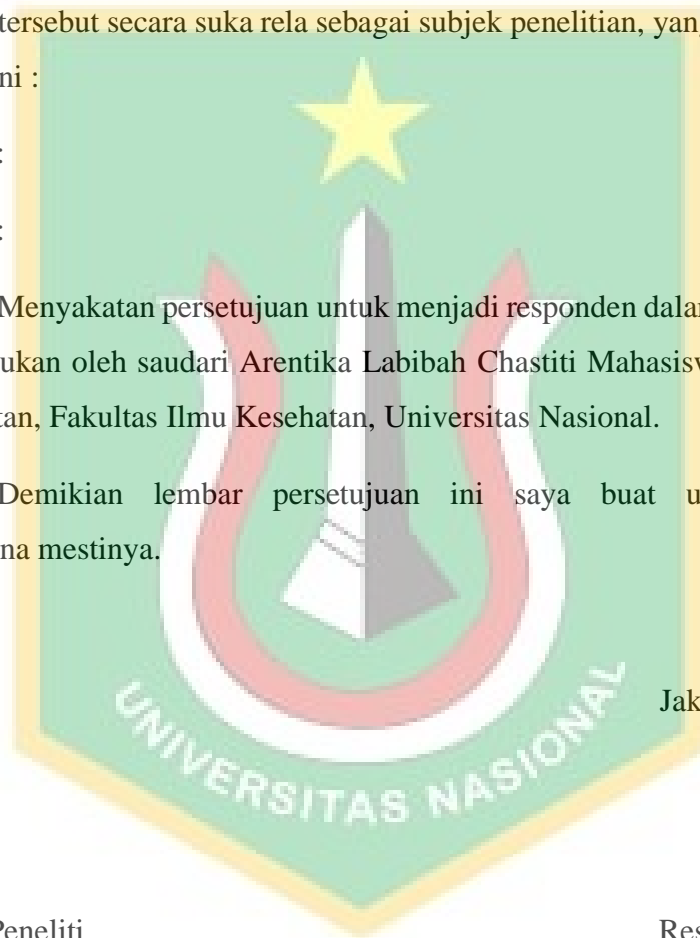 tersebut secara suka rela sebagai subjek penelitian, yang
ni :
:
:
Menyakatan persetujuan untuk menjadi responden dalam
ukan oleh saudari Arentika Labibah Chastiti Mahasisw
tan, Fakultas Ilmu Kesehatan, Universitas Nasional.
Demikian lembar persetujuan ini saya buat u
na mestinya.
Jak
UNIVERSITAS NASIONAL
Peneliti Res